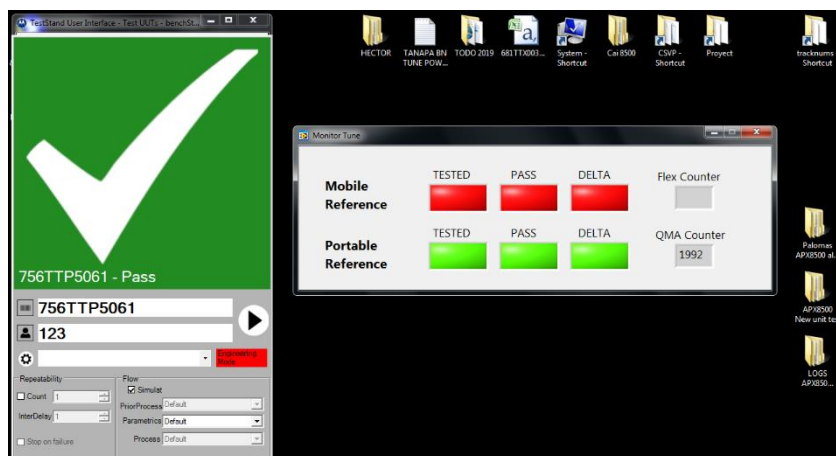 TestStand User Interface - Test UUTs - benchSt...
756TTP5061 - Pass
756TTP5061
123
Engineering
Mode
Repeatability
Count 1
InterDelay 1
Stop on failure
Flow
Simulat
PriorProcess Default
Parametrics Default
Process Default
HECTOR
TANAPA BN
TUNE POW...
TODO 2019
681TTX003...
System -
Shortcut
Cai 8500
CSVP -
Shortcut
Proyect
tracknums
Shortcut
Monitor Tune
Mobile
Reference
TESTED PASS DELTA
Flex Counter
Portable
Reference
TESTED PASS DELTA
QMA Counter
1992
Palomas
APX8500 al.
APX8500
New unit te
LOGS
APX850...